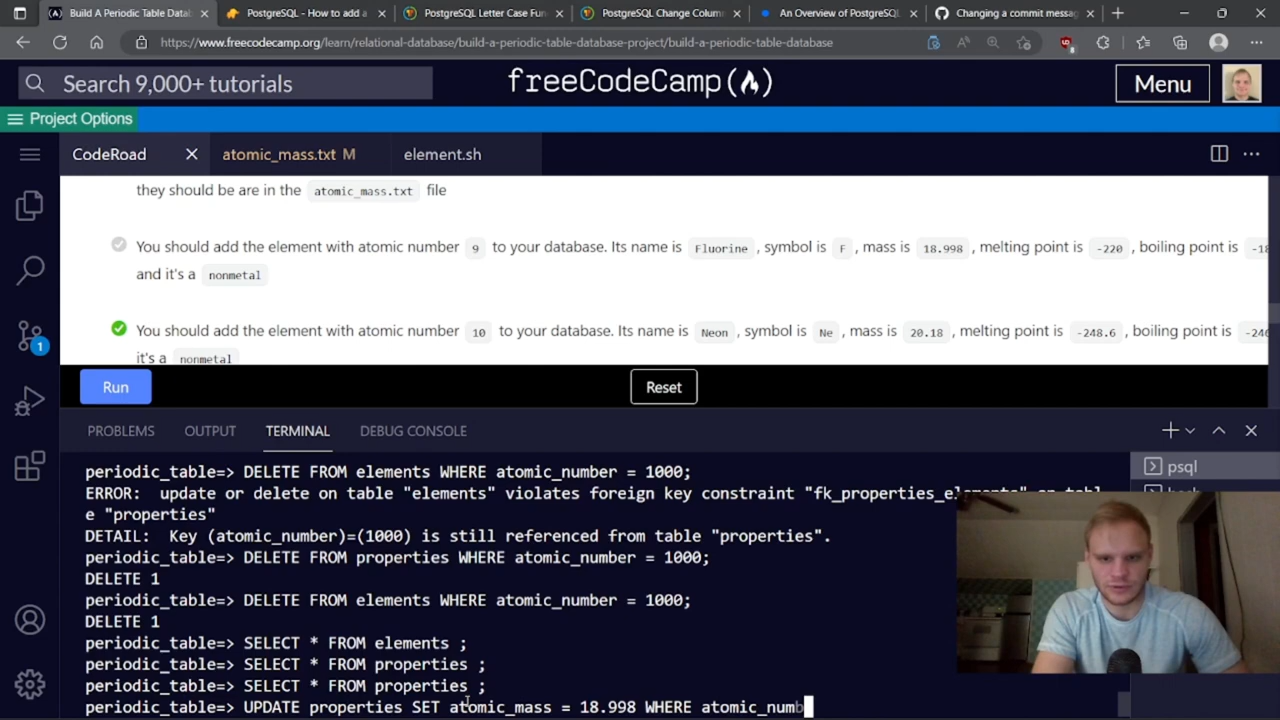 Build A Periodic Table Data
PostgreSQL - How to add a
PostgreSQL Letter Case Fun
PostgreSQL Change Column
An Overview of PostgreSQL
Changing a commit messag
https://www.freecodecamp.org/learn/relational-database/build-a-periodic-table-database-project/build-a-periodic-table-database
Search 9,000+ tutorials
freeCodeCamp
Menu
Project Options
CodeRoad
atomic_mass.txt M
element.sh
they should be are in the atomic_mass.txt file
You should add the element with atomic number 9 to your database. Its name is Fluorine , symbol is F , mass is 18.998 , melting point is -220 , boiling point is -18
and it's a nonmetal
You should add the element with atomic number 10 to your database. Its name is Neon , symbol is Ne , mass is 20.18 , melting point is -248.6 , boiling point is -246
it's a nonmetal
Run
Reset
1
PROBLEMS
OUTPUT
TERMINAL
DEBUG CONSOLE
psql
periodic_table=> DELETE FROM elements WHERE atomic_number = 1000;
ERROR:  update or delete on table "elements" violates foreign key constraint "fk_properties_elements" on tabl
e "properties"
DETAIL:  Key (atomic_number)=(1000) is still referenced from table "properties".
periodic_table=> DELETE FROM properties WHERE atomic_number = 1000;
DELETE 1
periodic_table=> DELETE FROM elements WHERE atomic_number = 1000;
DELETE 1
periodic_table=> SELECT * FROM elements ;
periodic_table=> SELECT * FROM properties ;
periodic_table=> SELECT * FROM properties ;
periodic_table=> UPDATE properties SET atomic_mass = 18.998 WHERE atomic_numb